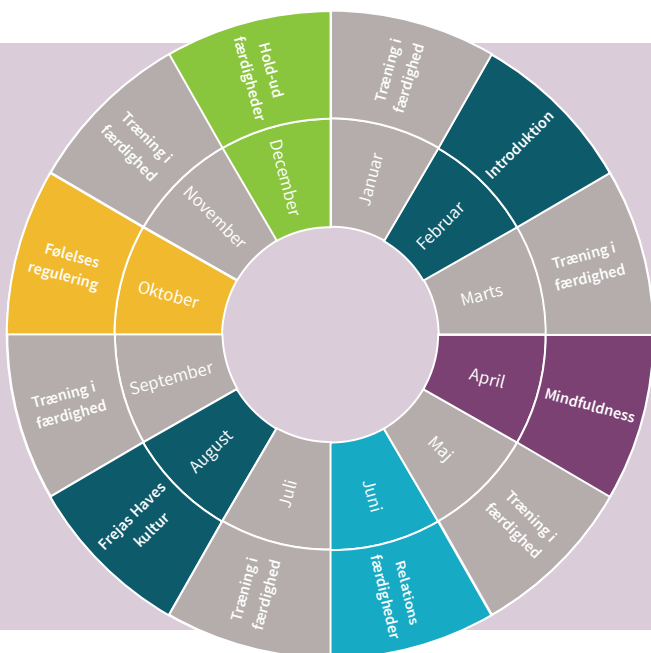 Træning i
færdighed
Januar
Introduktion
Februar
Træning i
færdighed
Marts
Mindfuldness
April
Træning i
færdighed
Maj
Relations
færdigheder
Juni
Træning i
færdighed
Juli
Frejas Haves
kultur
August
Træning i
færdighed
September
Følelses
regulering
Oktober
Træning i
færdighed
November
Hold-ud
færdigheder
December